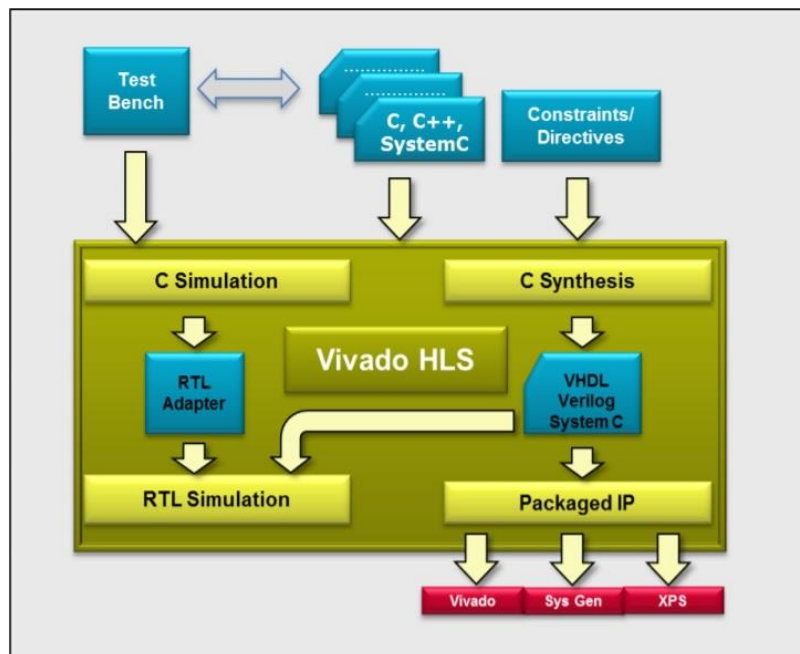 Test
Bench
C, C++,
SystemC
Constraints/
Directives
C Simulation
C Synthesis
Vivado HLS
RTL
Adapter
VHDL
Verilog
System C
RTL Simulation
Packaged IP
Vivado
Sys Gen
XPS